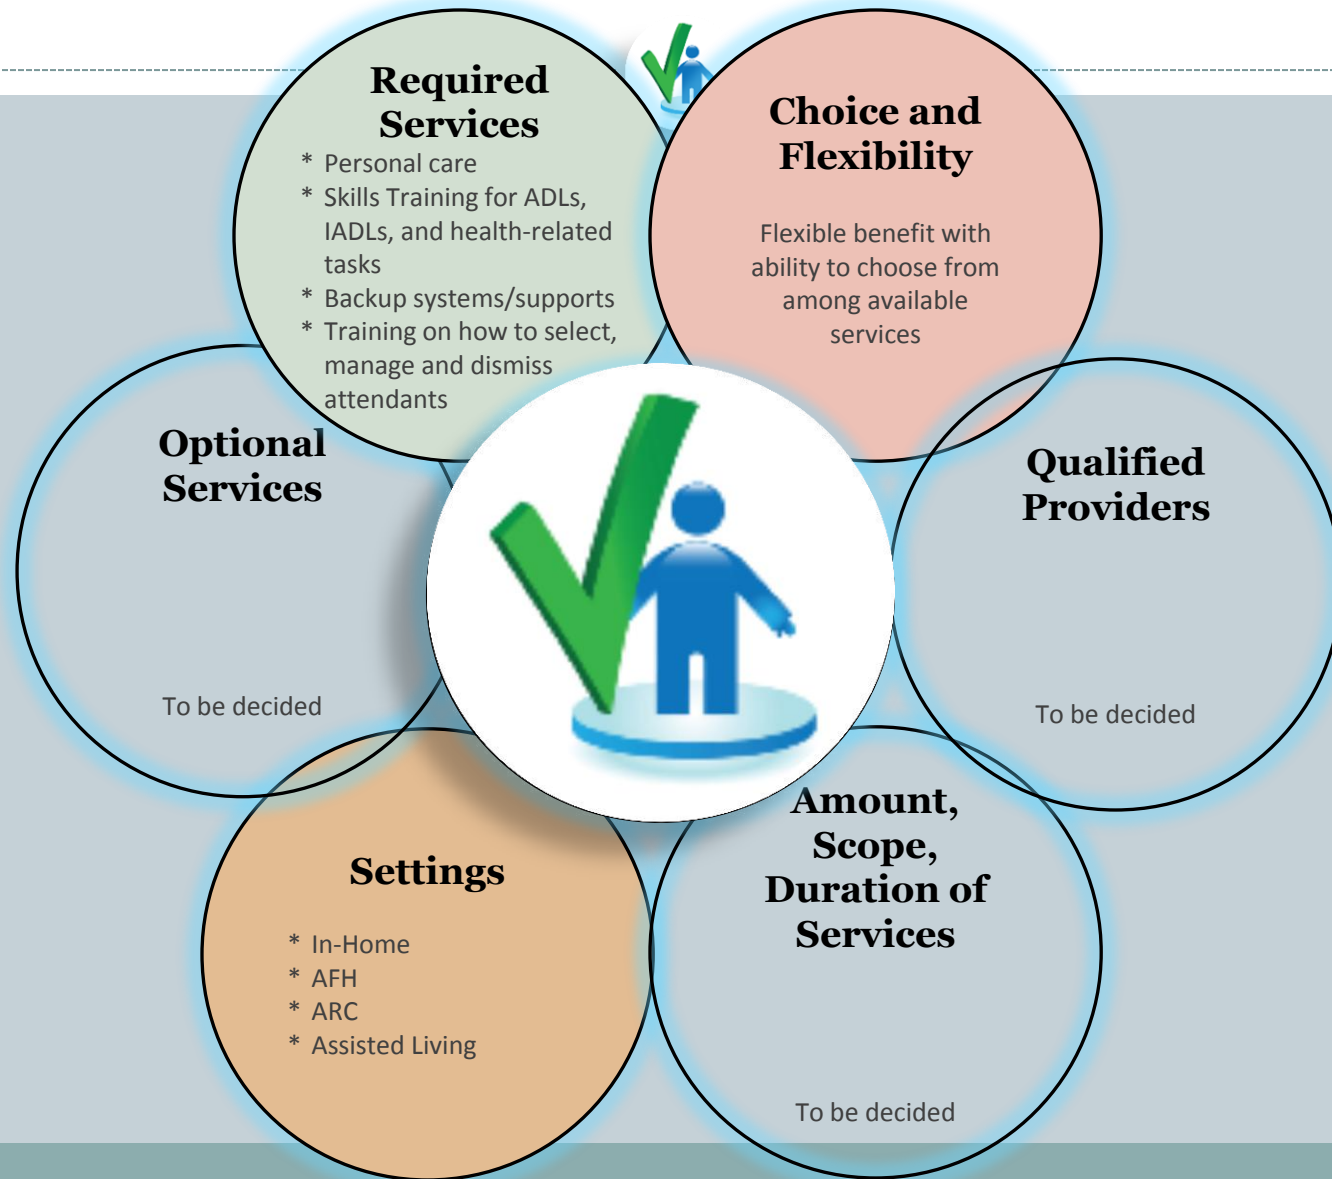 Required
Services
* Personal care
* Skills Training for ADLs,
IADLs, and health-related
tasks
* Backup systems/supports
* Training on how to select,
manage and dismiss
attendants
Choice and
Flexibility
Flexible benefit with
ability to choose from
among available
services
Optional
Services
To be decided
Qualified
Providers
To be decided
Settings
* In-Home
* AFH
* ARC
* Assisted Living
Amount,
Scope,
Duration of
Services
To be decided